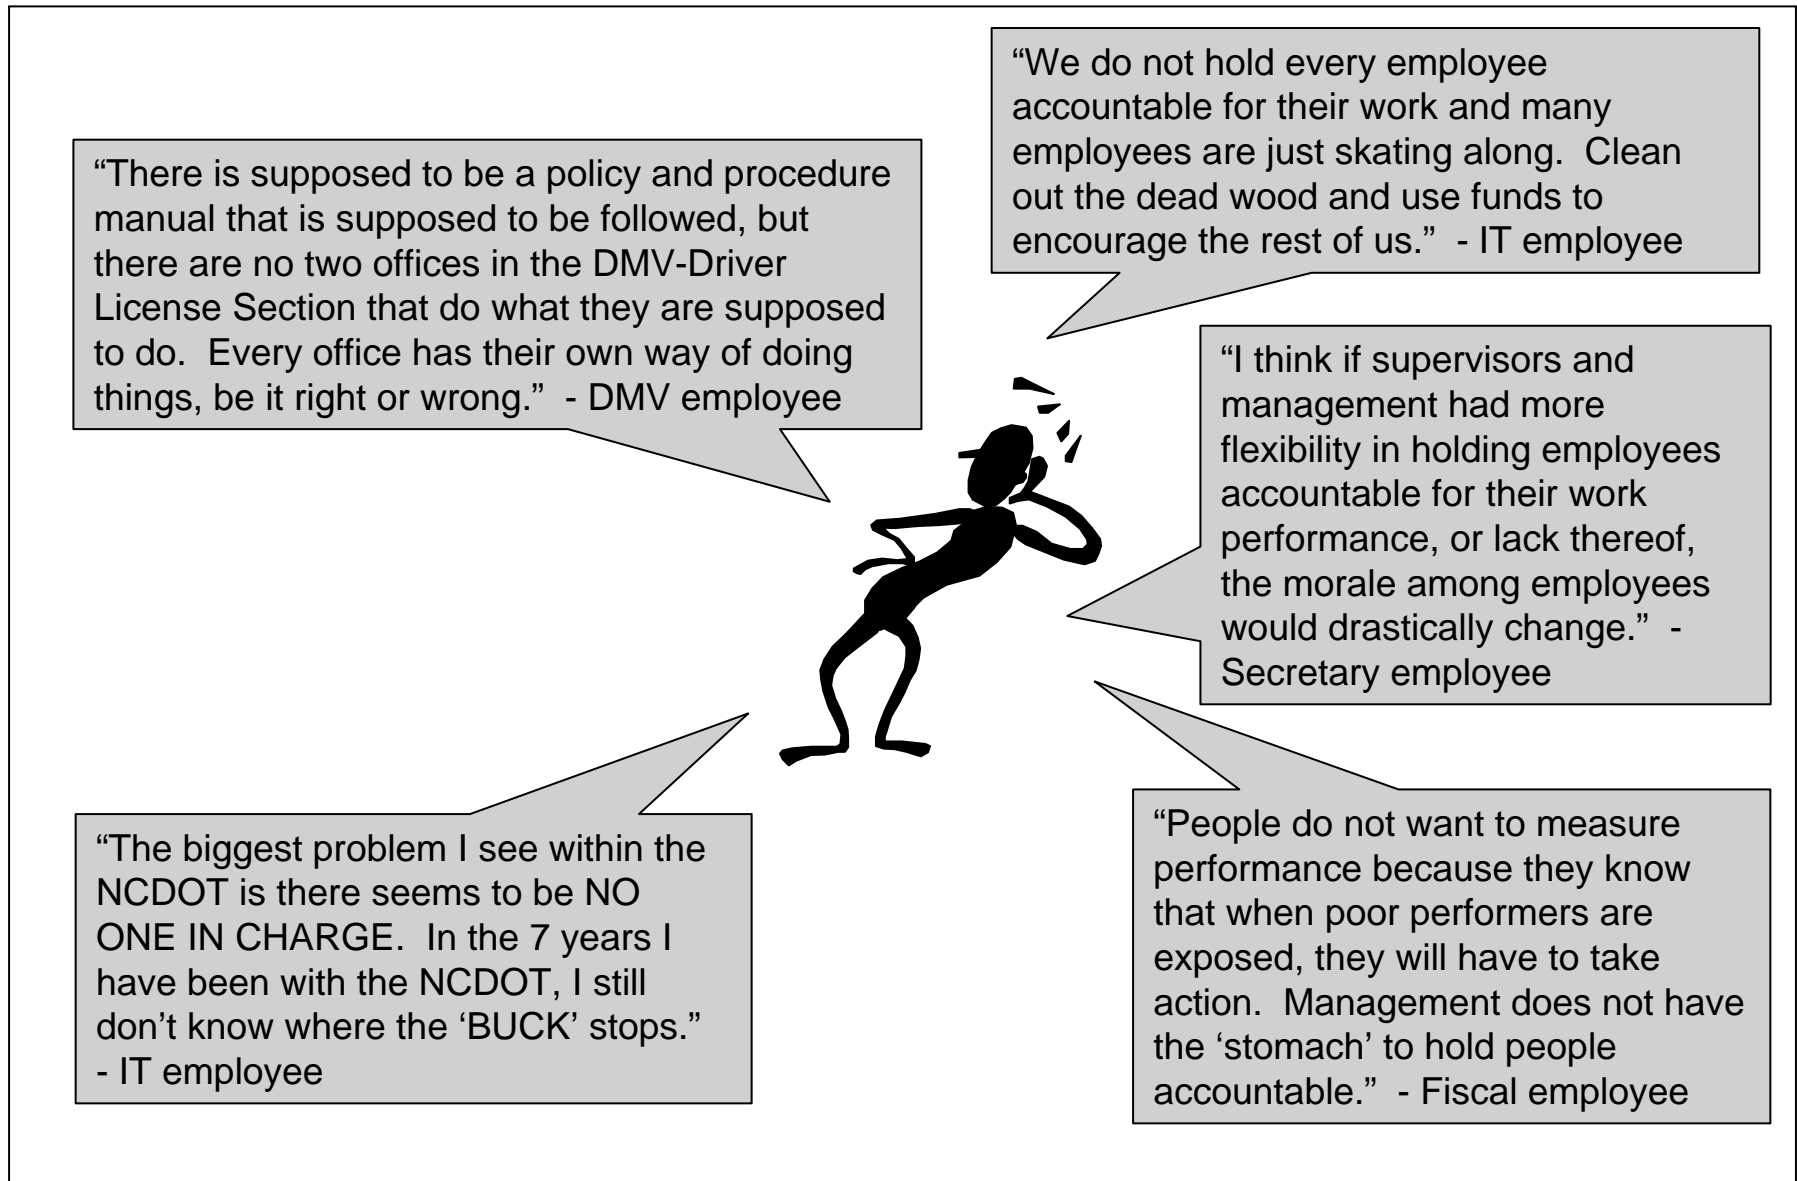 “We do not hold every employee
accountable for their work and many
employees are just skating along.  Clean
out the dead wood and use funds to
encourage the rest of us.”  - IT employee
“There is supposed to be a policy and procedure
manual that is supposed to be followed, but
there are no two offices in the DMV-Driver
License Section that do what they are supposed
to do.  Every office has their own way of doing
things, be it right or wrong.”  - DMV employee
“I think if supervisors and
management had more
flexibility in holding employees
accountable for their work
performance, or lack thereof,
the morale among employees
would drastically change.”  -
Secretary employee
“The biggest problem I see within the
NCDOT is there seems to be NO
ONE IN CHARGE.  In the 7 years I
have been with the NCDOT, I still
don’t know where the ‘BUCK’ stops.”
- IT employee
“People do not want to measure
performance because they know
that when poor performers are
exposed, they will have to take
action.  Management does not have
the ‘stomach’ to hold people
accountable.”  - Fiscal employee